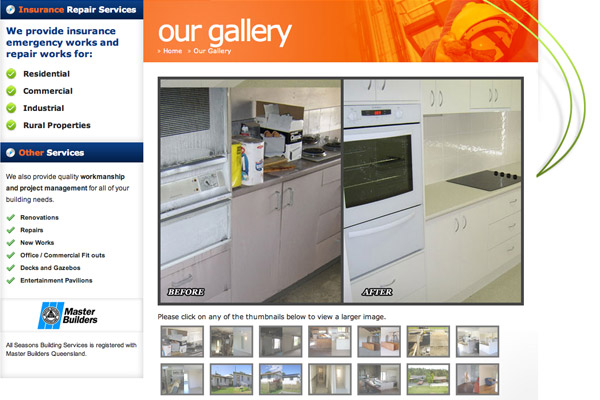 Insurance Repair Services
We provide insurance
emergency works and
repair works for:
Residential
Commercial
Industrial
Rural Properties
Other Services
We also provide quality workmanship
and project management for all of your
building needs.
Renovations
Repairs
New Works
Office / Commercial Fit outs
Decks and Gazebos
Entertainment Pavilions
Master
Builders
All Seasons Building Services is registered with
Master Builders Queensland.
our gallery
> Home > Our Gallery
BEFORE
AFTER
Please click on any of the thumbnails below to view a larger image.